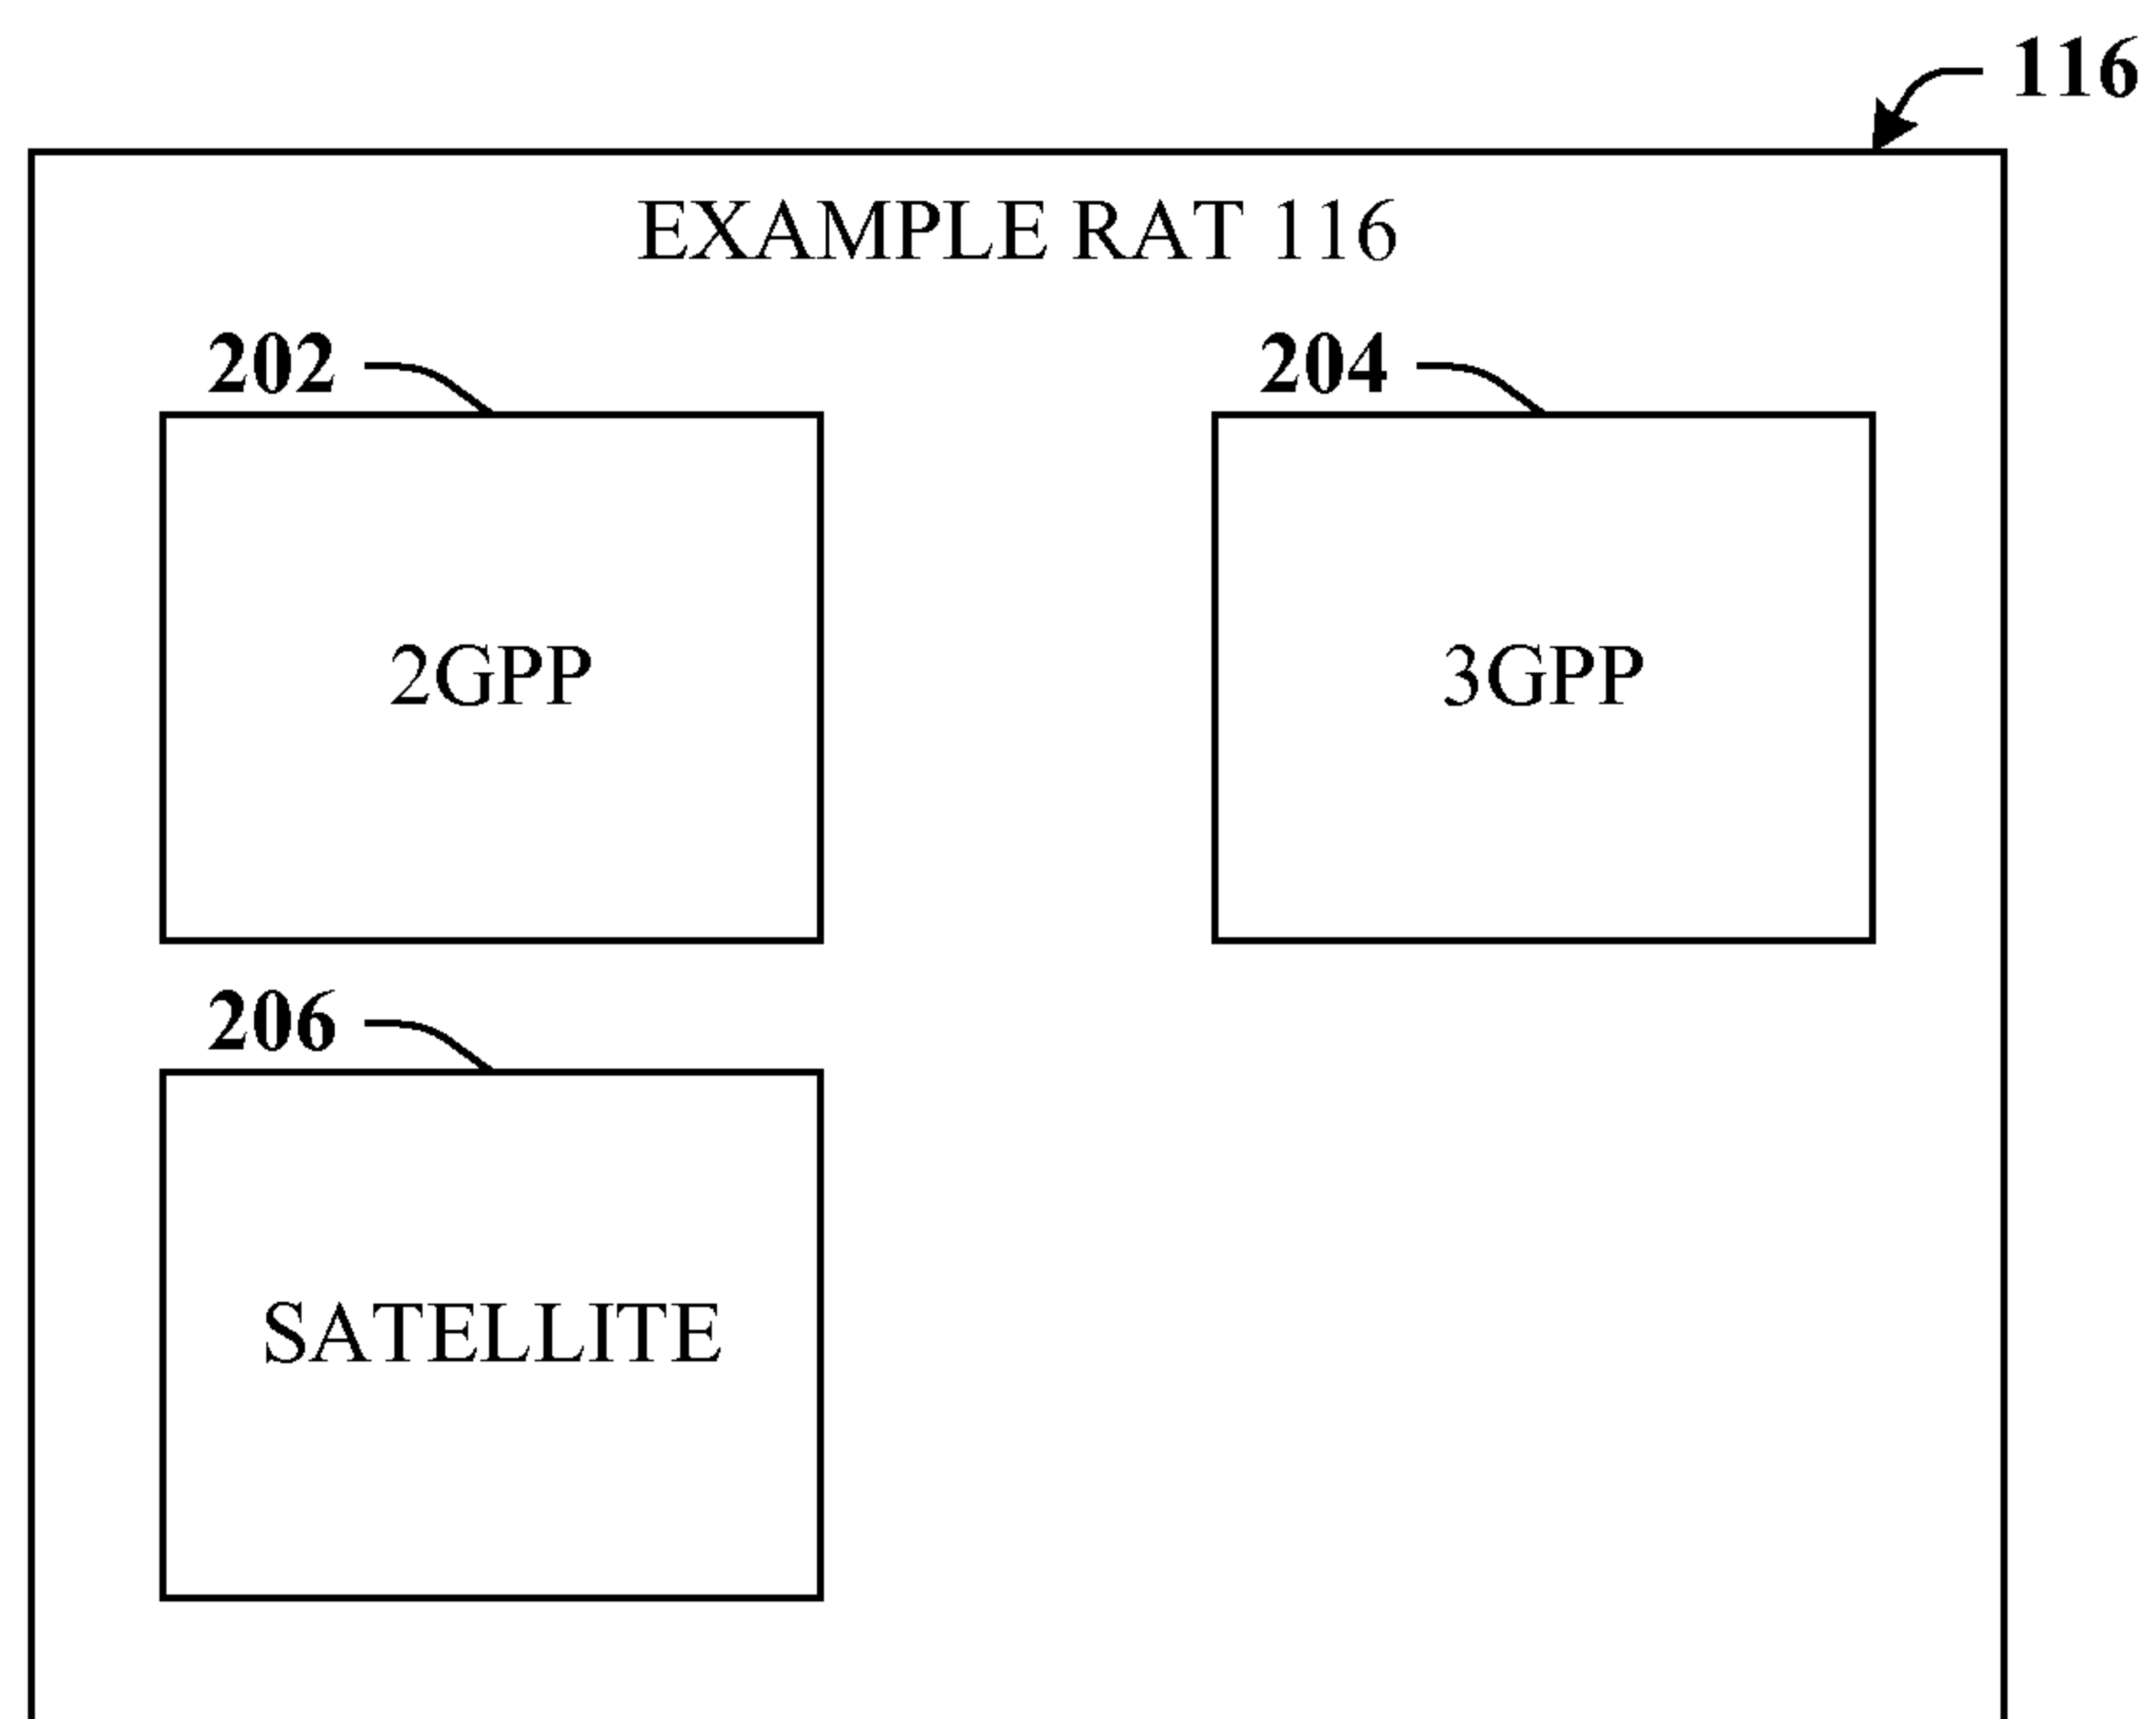 116
EXAMPLE RAT 116
202
204
2GPP
3GPP
206
SATELLITE